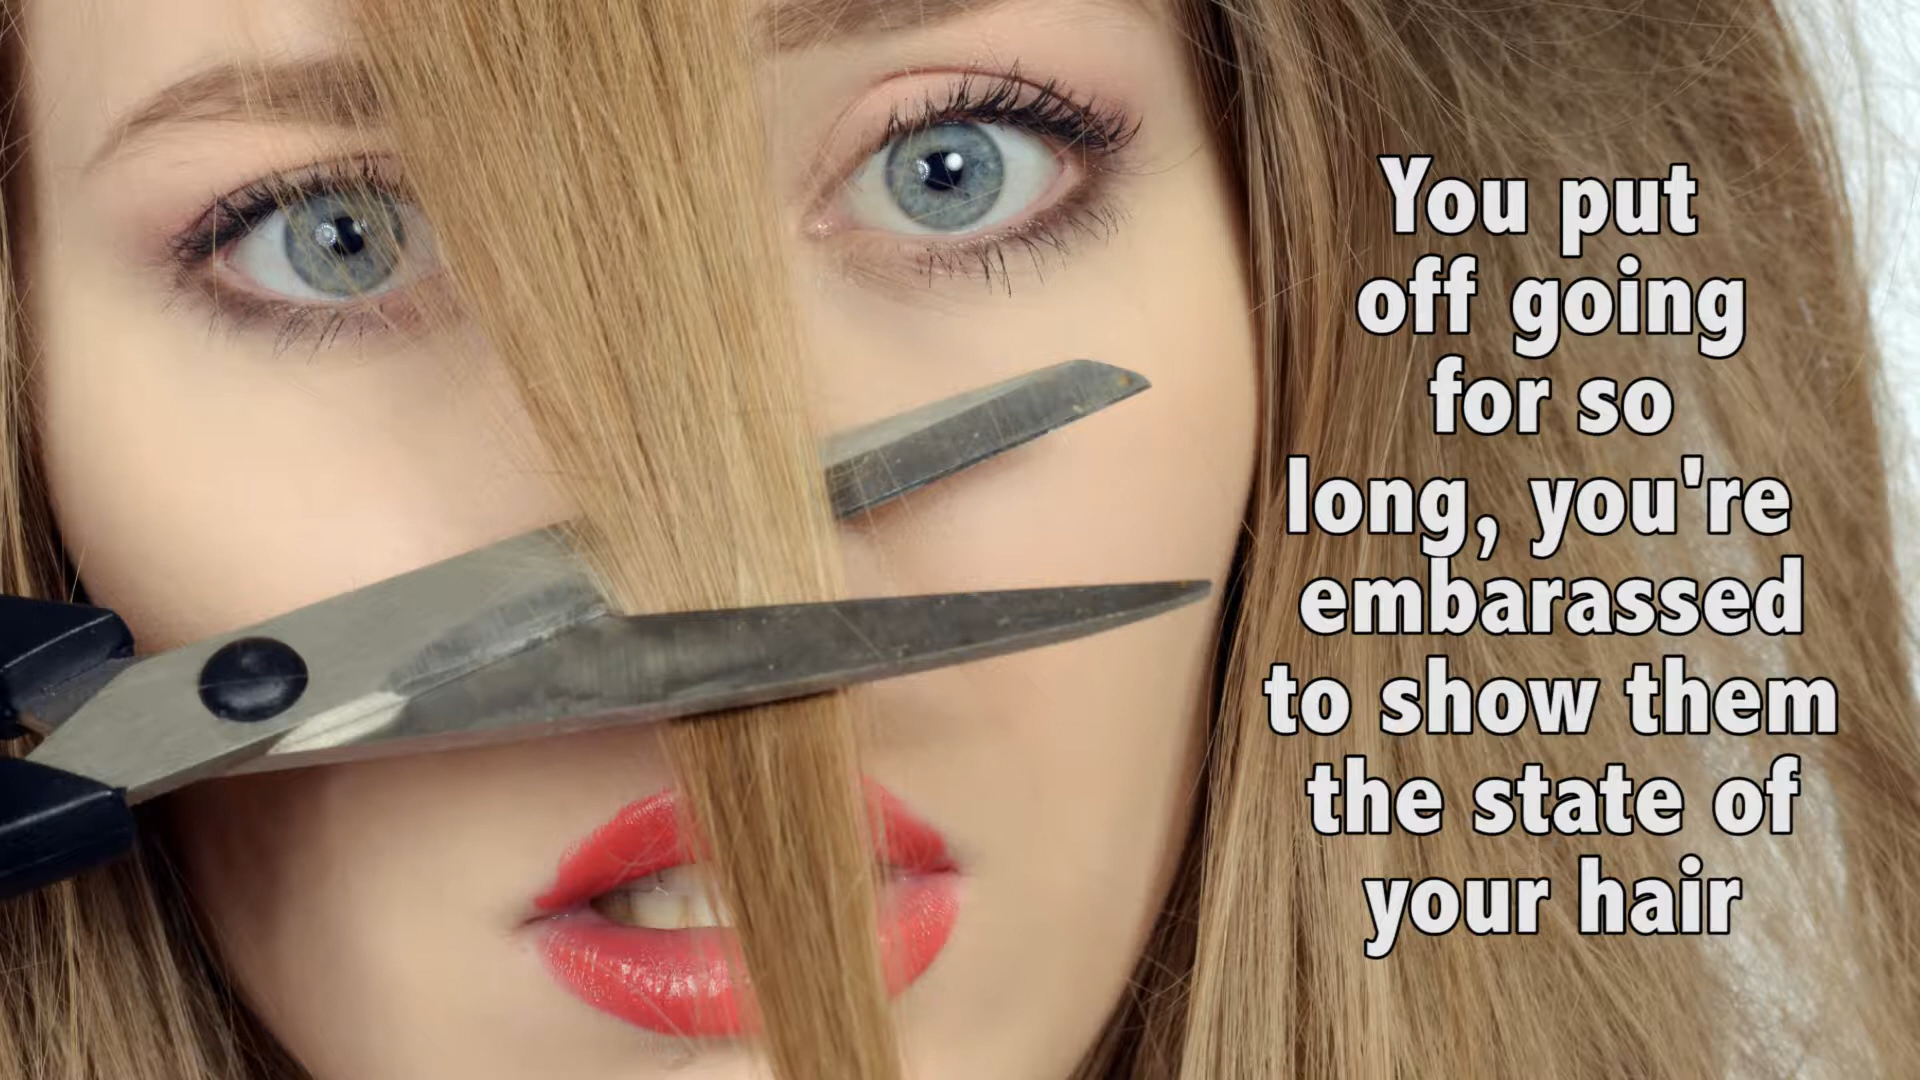 You put
off going
for so
long, you're
embarassed
to show them
the state of
your hair